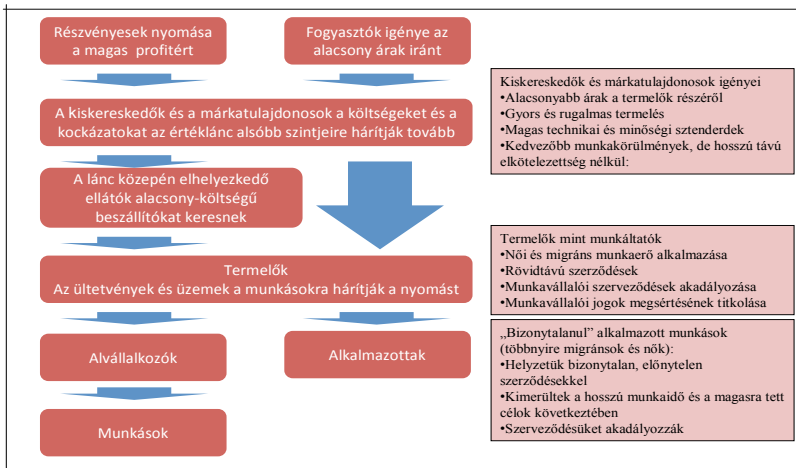 Részvényesek nyomása
a magas profitért
Fogyasztók igénye az
alacsony árak iránt
A kiskereskedők és a márkatulajdonosok a költségeket és a
kockázatokat az értéklánc alsóbb szintjeire hárítják tovább
A lánc közepén elhelyezkedő
ellátók alacsony-költségű
beszállítókat keresnek
Termelők
Az ültetvények és üzemek a munkásokra hárítják a nyomást
Alvállalkozók
Alkalmazottak
Munkások
Kiskereskedők és márkatulajdonosok igényei
•Alacsonyabb árak a termelők részéről
•Gyors és rugalmas termelés
•Magas technikai és minőségi sztenderdek
•Kedvezőbb munkakörülmények, de hosszú távú
elkötelezettség nélkül:
Termelők mint munkáltatók
•Női és migráns munkaerő alkalmazása
•Rövidtávú szerződések
•Munkavállalói szerveződések akadályozása
•Munkavállalói jogok megsértésének titkolása
„Bizonytalanul” alkalmazott munkások
(többnyire migránsok és nők):
•Helyzetük bizonytalan, előnytelen
szerződésekkel
•Kimerültek a hosszú munkaidő és a magasra tett
célok következtében
•Szerveződésüket akadályozzák